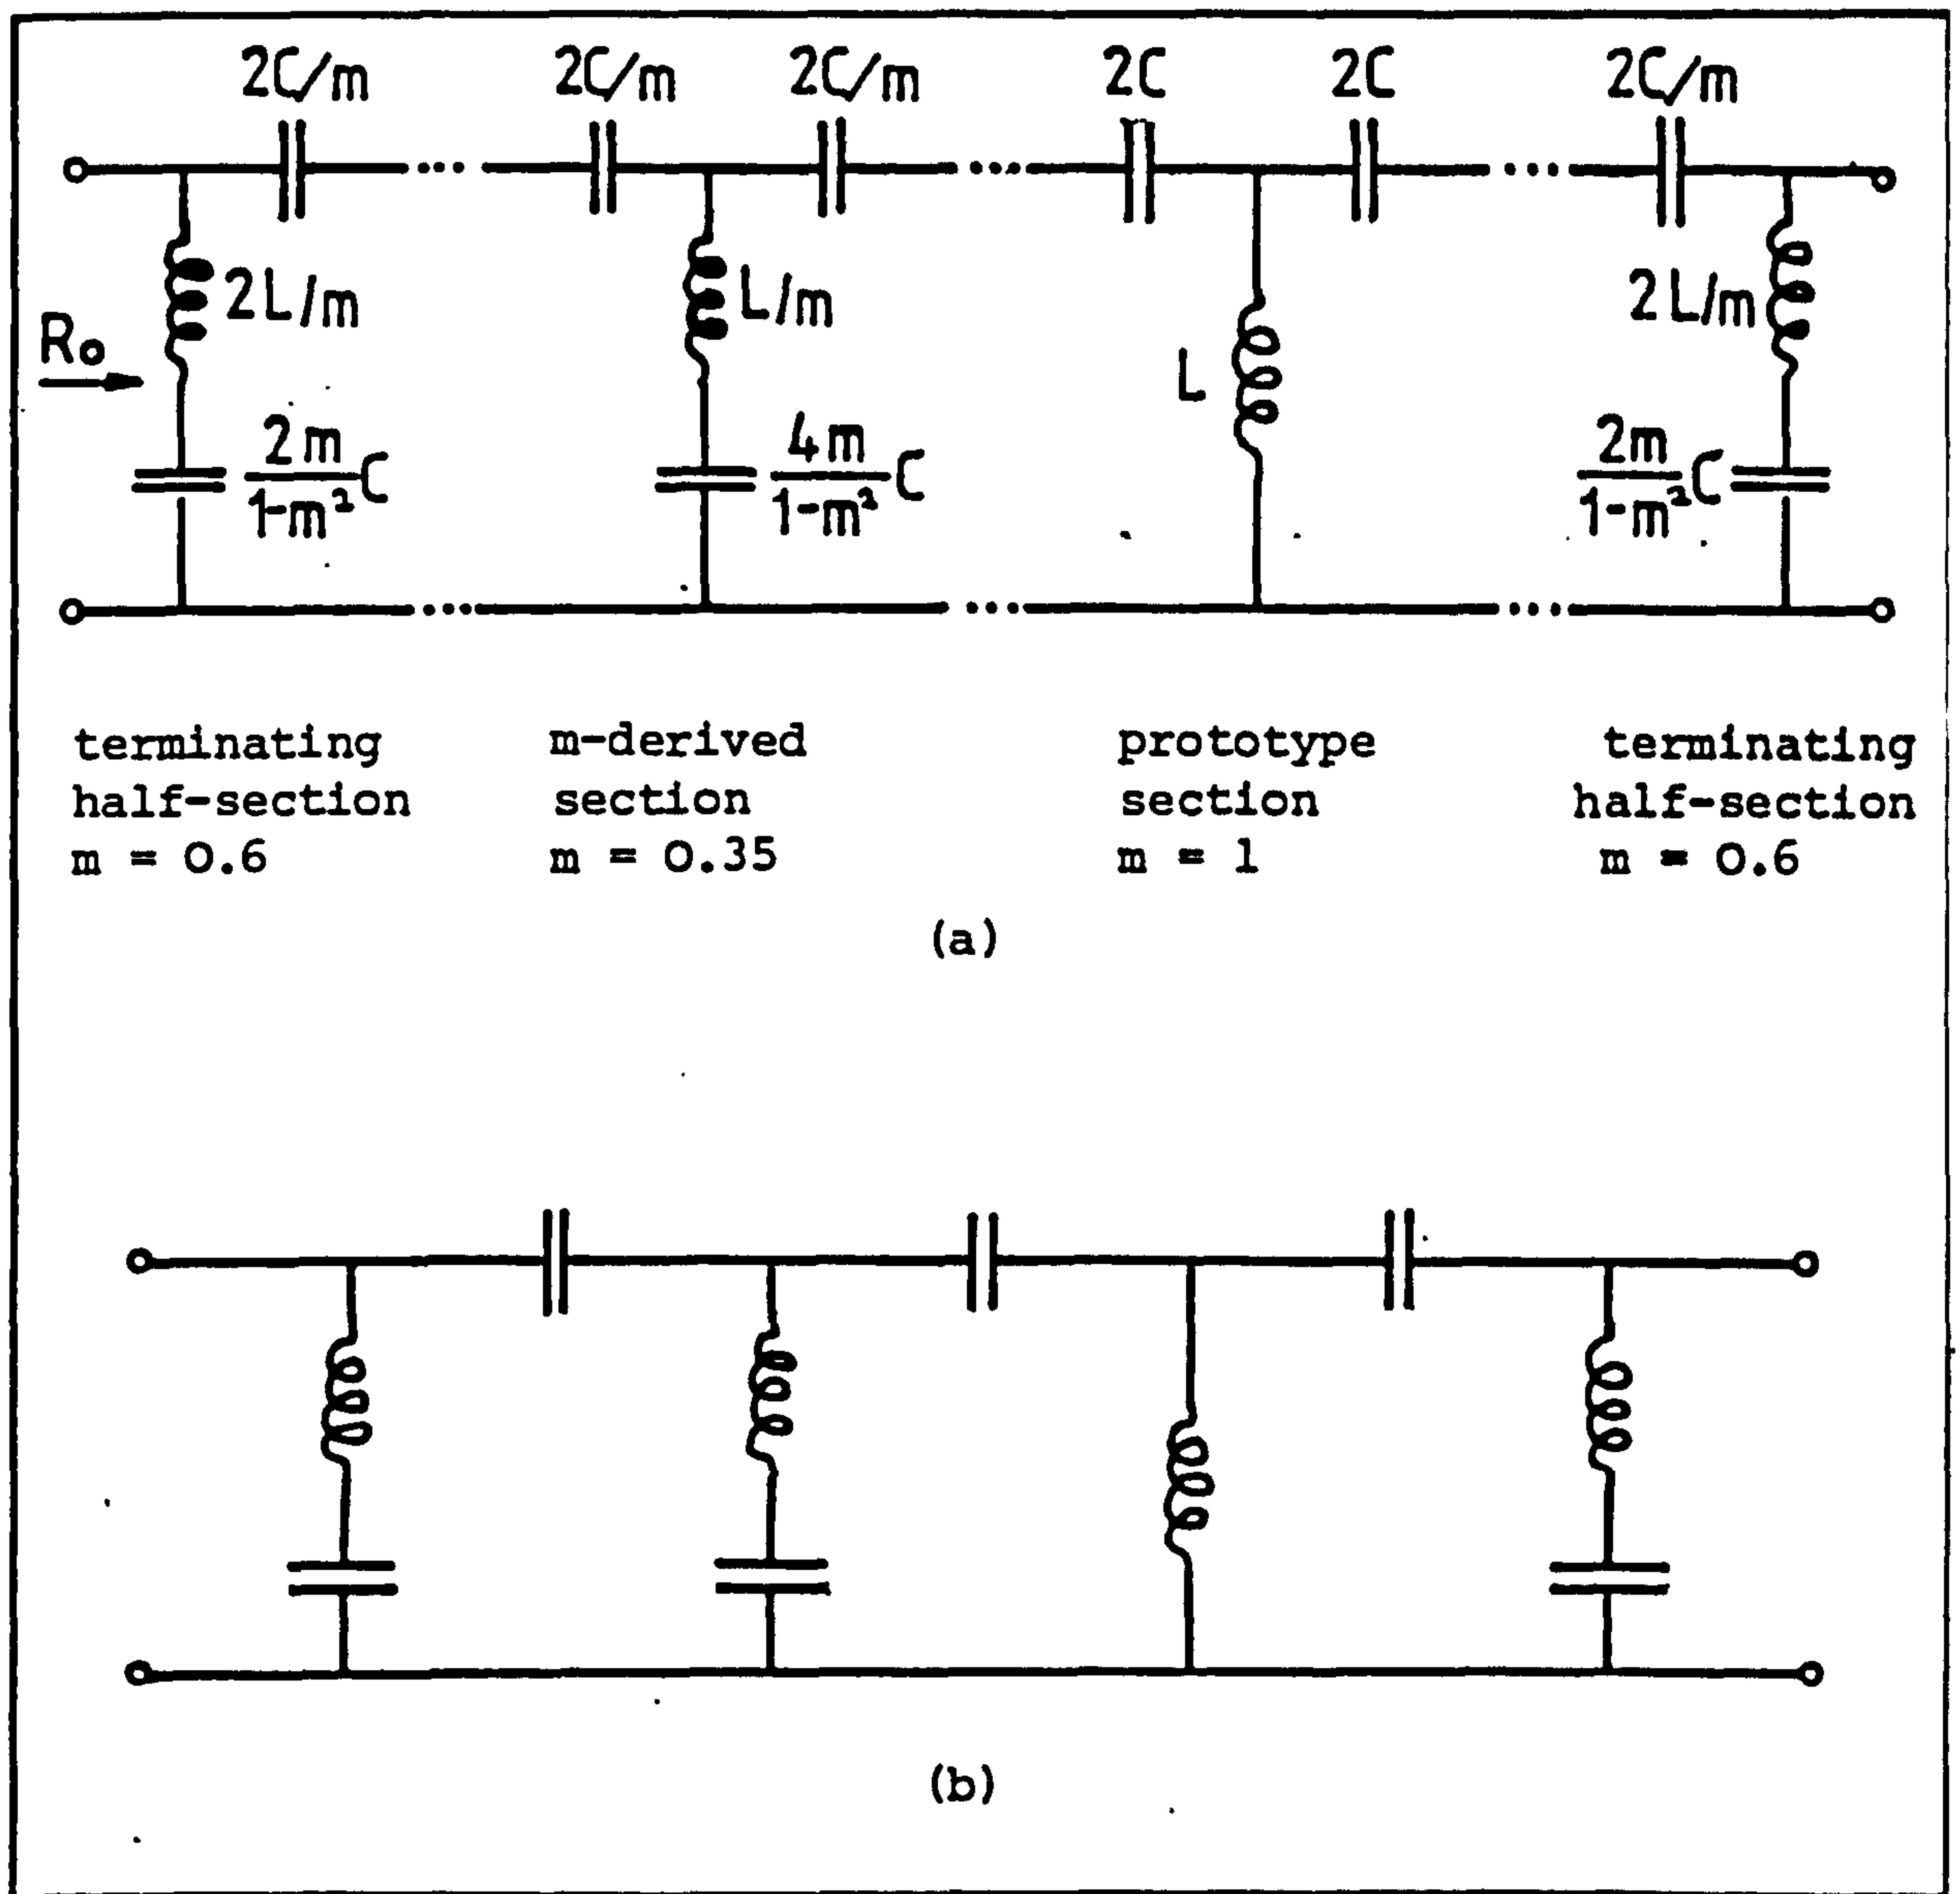 2C/m 2C/m 2C/m 2C 2C 2C/m
2L/m L/m L 2L/m
R₀
2m/1-m² C 4m/1-m² C 2m/1-m² C
terminating
half-section
m = 0.6
m-derived
section
m = 0.35
prototype
section
m = 1
terminating
half-section
m = 0.6
(a)
(b)